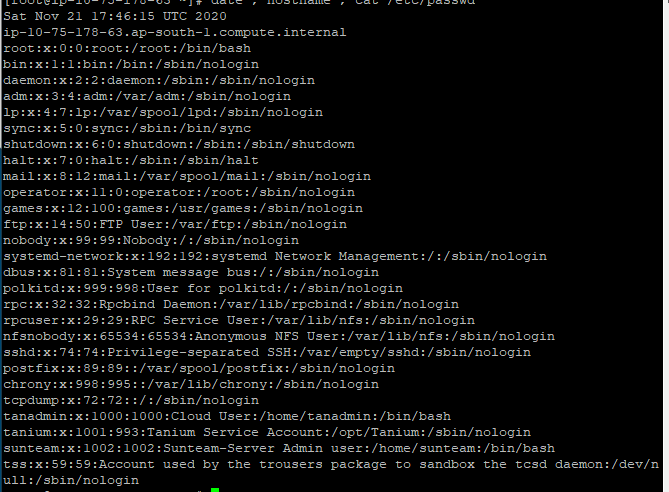 [root@ip-10-75-178-63 ~]# date ; hostname ; cat /etc/passwd
Sat Nov 21 17:46:15 UTC 2020
ip-10-75-178-63.ap-south-1.compute.internal
root:x:0:0:root:/root:/bin/bash
bin:x:1:1:bin:/bin:/sbin/nologin
daemon:x:2:2:daemon:/sbin:/sbin/nologin
adm:x:3:4:adm:/var/adm:/sbin/nologin
lp:x:4:7:lp:/var/spool/lpd:/sbin/nologin
sync:x:5:0:sync:/sbin:/bin/sync
shutdown:x:6:0:shutdown:/sbin:/sbin/shutdown
halt:x:7:0:halt:/sbin:/sbin/halt
mail:x:8:12:mail:/var/spool/mail:/sbin/nologin
operator:x:11:0:operator:/root:/sbin/nologin
games:x:12:100:games:/usr/games:/sbin/nologin
ftp:x:14:50:FTP User:/var/ftp:/sbin/nologin
nobody:x:99:99:Nobody:/:/sbin/nologin
systemd-network:x:192:192:systemd Network Management:/:/sbin/nologin
dbus:x:81:81:System message bus:/:/sbin/nologin
polkitd:x:999:998:User for polkitd:/:/sbin/nologin
rpc:x:32:32:Rpcbind Daemon:/var/lib/rpcbind:/sbin/nologin
rpcuser:x:29:29:RPC Service User:/var/lib/nfs:/sbin/nologin
nfsnobody:x:65534:65534:Anonymous NFS User:/var/lib/nfs:/sbin/nologin
sshd:x:74:74:Privilege-separated SSH:/var/empty/sshd:/sbin/nologin
postfix:x:89:89::/var/spool/postfix:/sbin/nologin
chrony:x:998:995::/var/lib/chrony:/sbin/nologin
tcpdump:x:72:72::/:/sbin/nologin
tanadmin:x:1000:1000:Cloud User:/home/tanadmin:/bin/bash
tanium:x:1001:993:Tanium Service Account:/opt/Tanium:/sbin/nologin
sunteam:x:1002:1002:Sunteam-Server Admin user:/home/sunteam:/bin/bash
tss:x:59:59:Account used by the trousers package to sandbox the tcsd daemon:/dev/n
ull:/sbin/nologin